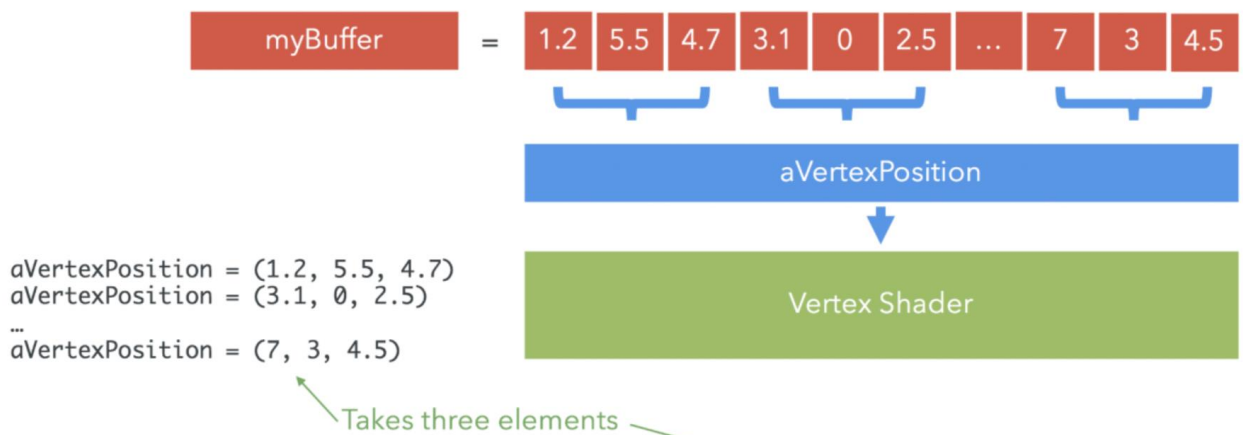 myBuffer = 1.2 5.5 4.7 3.1 0 2.5 ... 7 3 4.5
aVertexPosition
aVertexPosition = (1.2, 5.5, 4.7)
aVertexPosition = (3.1, 0, 2.5)
…
aVertexPosition = (7, 3, 4.5)
Vertex Shader
Takes three elements